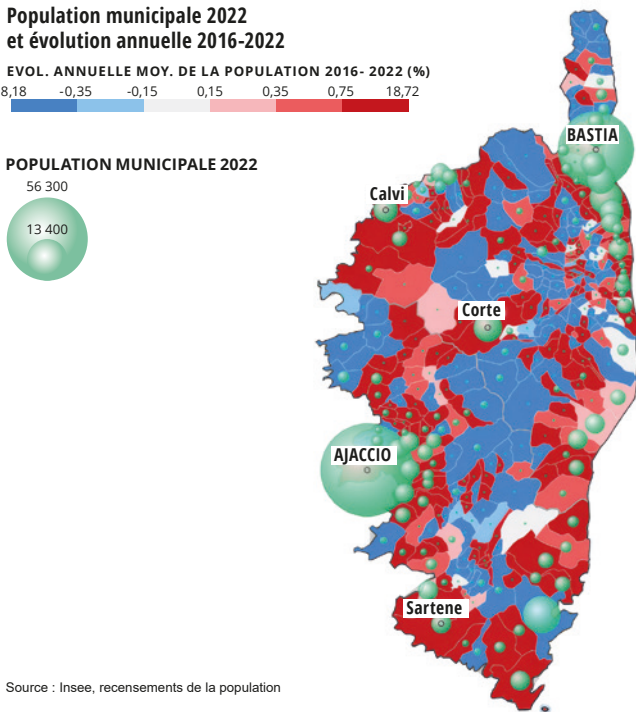 Population municipale 2022
et évolution annuelle 2016-2022
EVOL. ANNUELLE MOY. DE LA POPULATION 2016- 2022 (%)
8,18 -0,35 -0,15 0,15 0,35 0,75 18,72
POPULATION MUNICIPALE 2022
56 300
13 400
BASTIA
Calvi
Corte
AJACCIO
Sartene
Source : Insee, recensements de la population